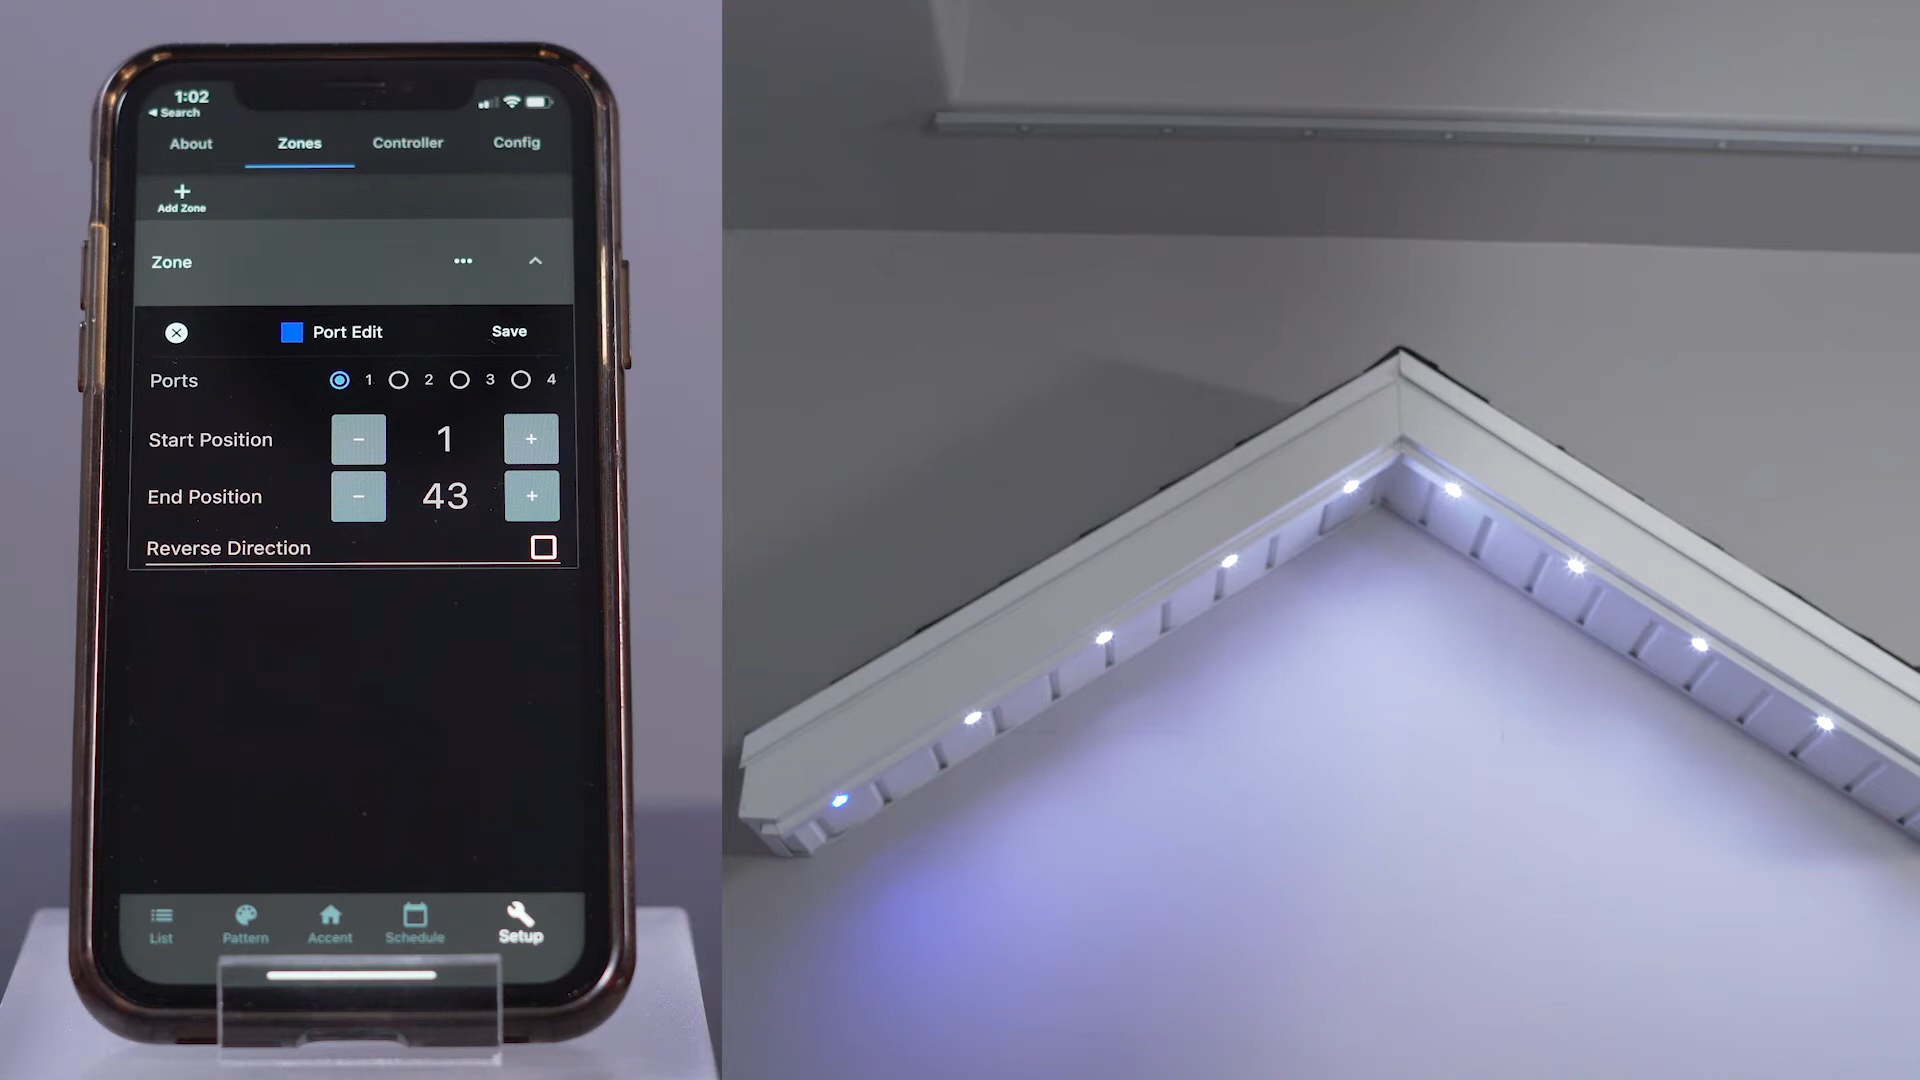 1:02
Search
About Zones Controller Config
+
Add Zone
Zone
Port Edit Save
Ports 1 2 3 4
Start Position - 1 +
End Position - 43 +
Reverse Direction
List Pattern Accent Schedule Setup